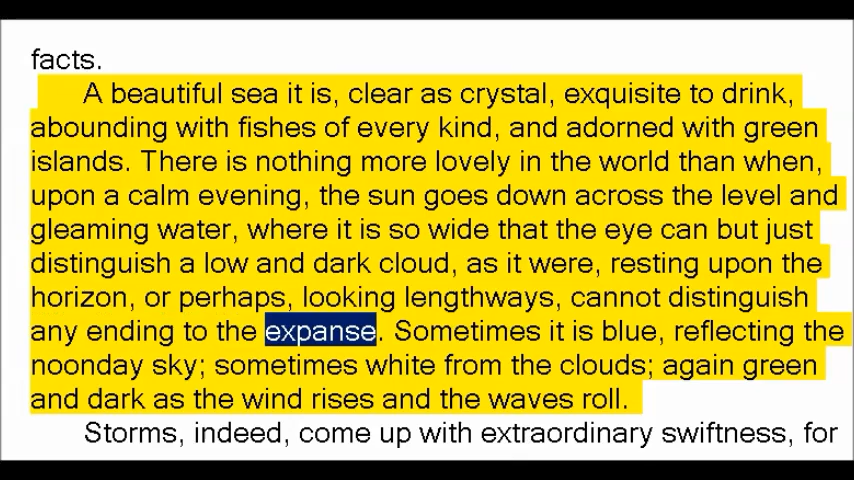 facts.
A beautiful sea it is, clear as crystal, exquisite to drink,
abounding with fishes of every kind, and adorned with green
islands. There is nothing more lovely in the world than when,
upon a calm evening, the sun goes down across the level and
gleaming water, where it is so wide that the eye can but just
distinguish a low and dark cloud, as it were, resting upon the
horizon, or perhaps, looking lengthways, cannot distinguish
any ending to the expanse. Sometimes it is blue, reflecting the
noonday sky; sometimes white from the clouds; again green
and dark as the wind rises and the waves roll.
Storms, indeed, come up with extraordinary swiftness, for